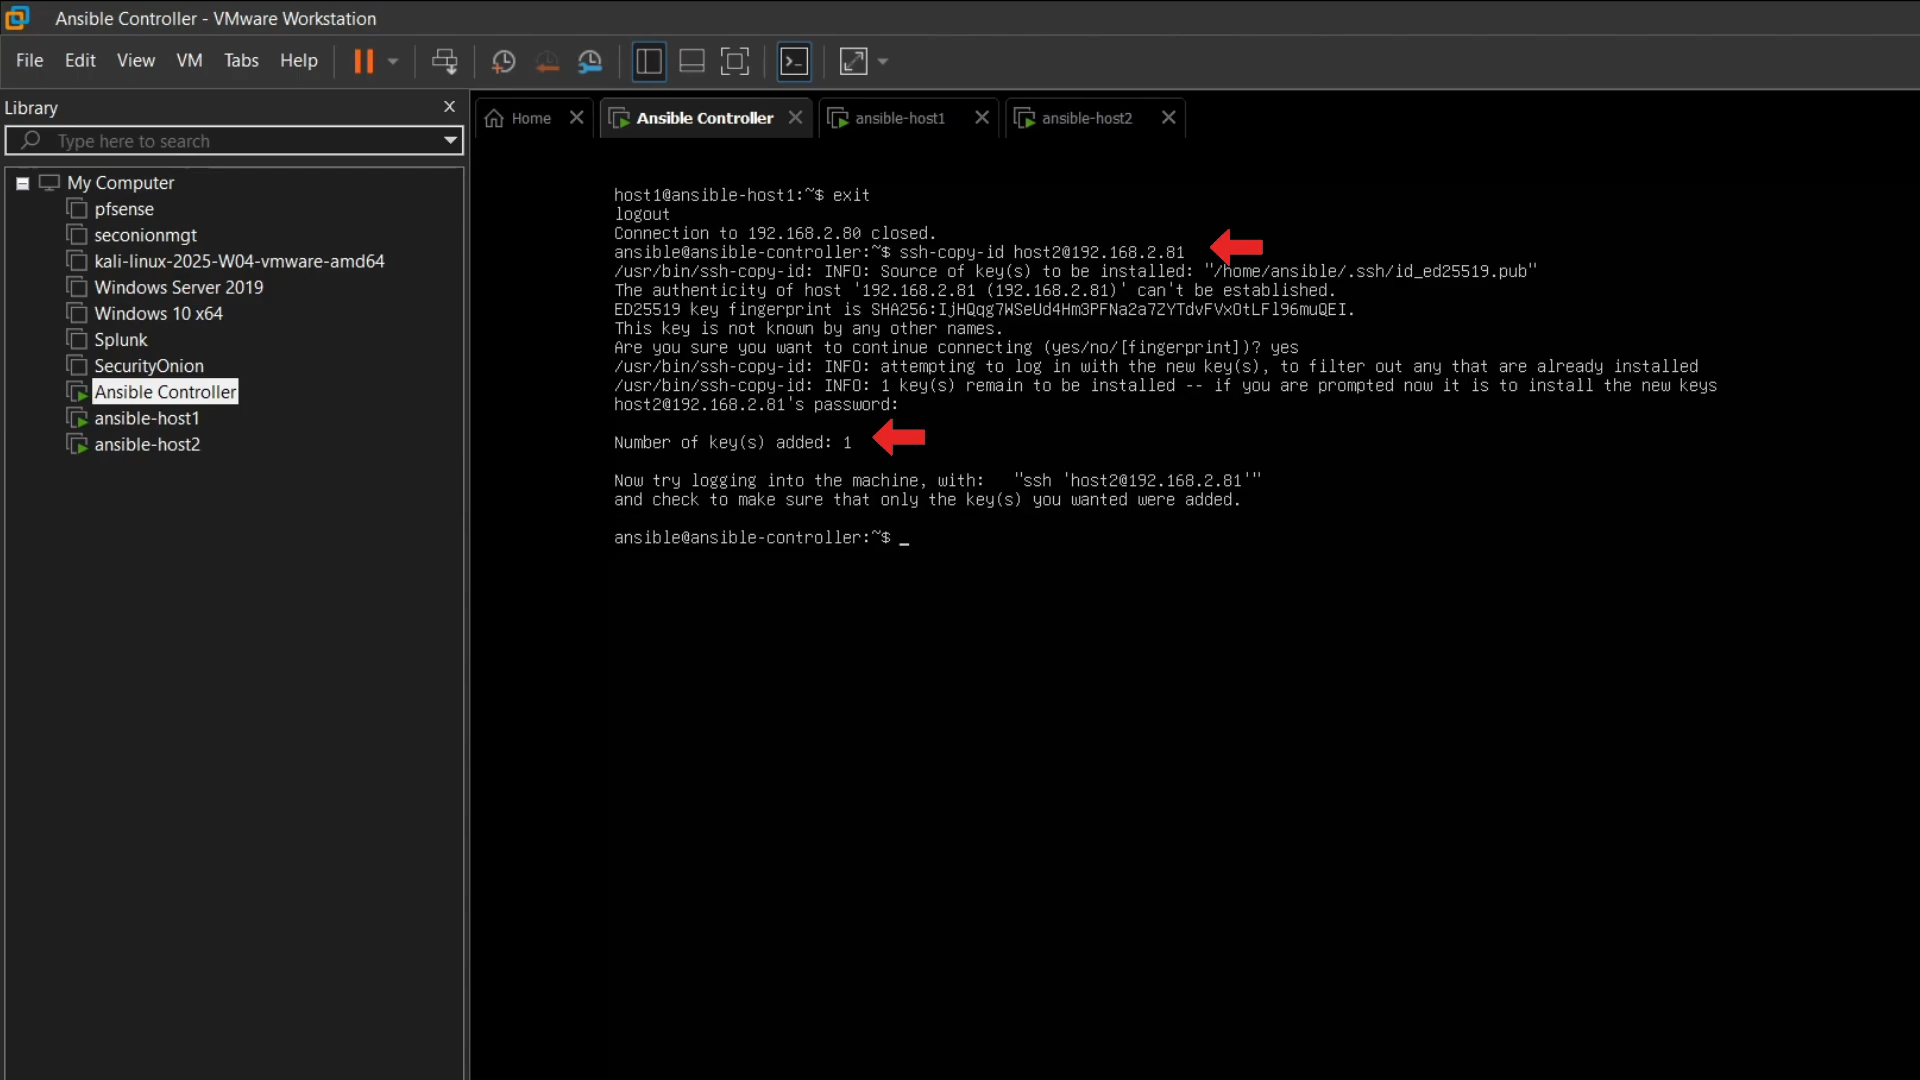 Ansible Controller - VMware Workstation
File Edit View VM Tabs Help
Library
Type here to search
My Computer
pfsense
seconionmgt
kali-linux-2025-W04-vmware-amd64
Windows Server 2019
Windows 10 x64
Splunk
SecurityOnion
Ansible Controller
ansible-host1
ansible-host2
Home Ansible Controller ansible-host1 ansible-host2
host1@ansible-host1:~$ exit
logout
Connection to 192.168.2.80 closed.
ansible@ansible-controller:~$ ssh-copy-id host2@192.168.2.81
/usr/bin/ssh-copy-id: INFO: Source of key(s) to be installed: "/home/ansible/.ssh/id_ed25519.pub"
The authenticity of host '192.168.2.81 (192.168.2.81)' can't be established.
ED25519 key fingerprint is SHA256:IjHQqg7WSeUd4Hm3PFNa2a7ZYTdvFVxOtLFl96muQEI.
This key is not known by any other names.
Are you sure you want to continue connecting (yes/no/[fingerprint])? yes
/usr/bin/ssh-copy-id: INFO: attempting to log in with the new key(s), to filter out any that are already installed
/usr/bin/ssh-copy-id: INFO: 1 key(s) remain to be installed -- if you are prompted now it is to install the new keys
host2@192.168.2.81's password:
Number of key(s) added: 1
Now try logging into the machine, with:   "ssh 'host2@192.168.2.81'"
and check to make sure that only the key(s) you wanted were added.
ansible@ansible-controller:~$ _